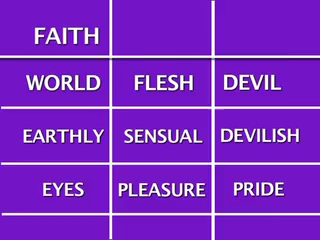 FAITH
WORLD FLESH DEVIL
EARTHLY SENSUAL DEVILISH
EYES PLEASURE PRIDE